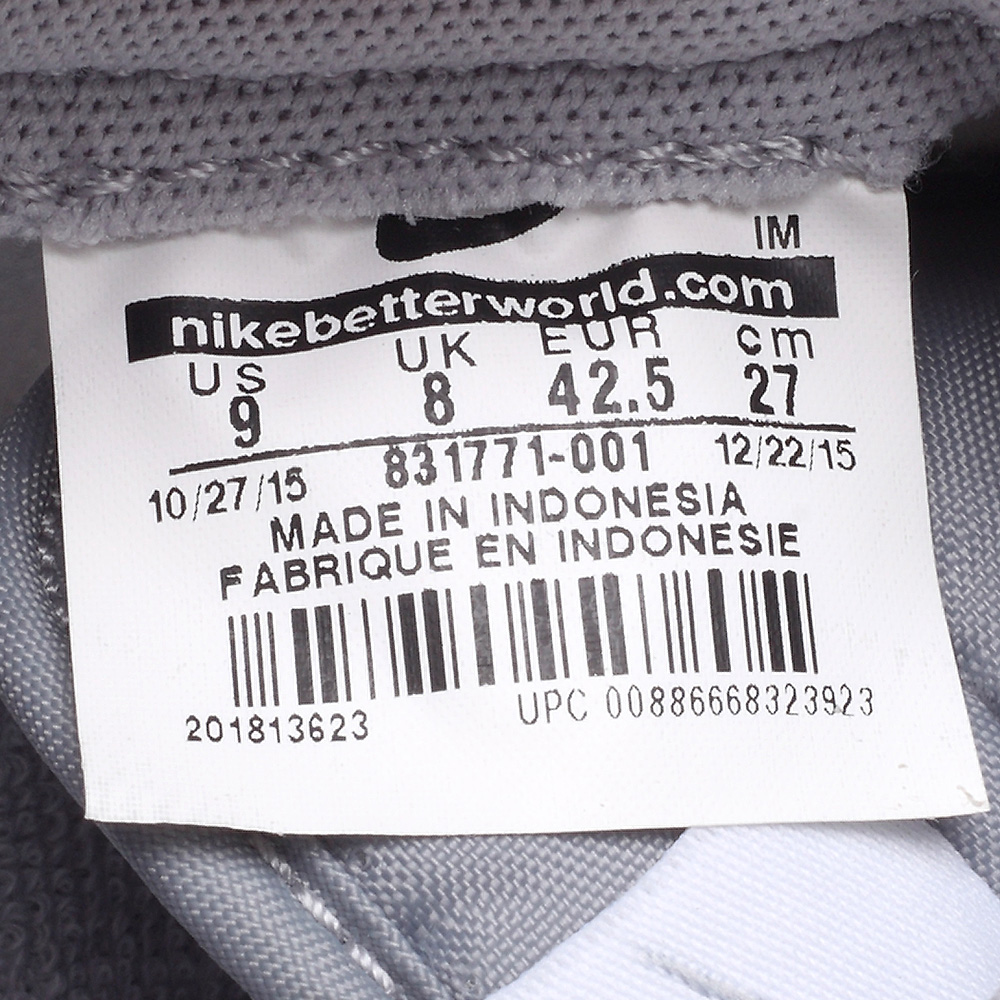 IM
nikebetterworld.com
US UK EUR cm
9 8 42.5 27
10/27/15 831771-001 12/22/15
MADE IN INDONESIA
FABRIQUE EN INDONESIE
201813623 UPC 00886668323923